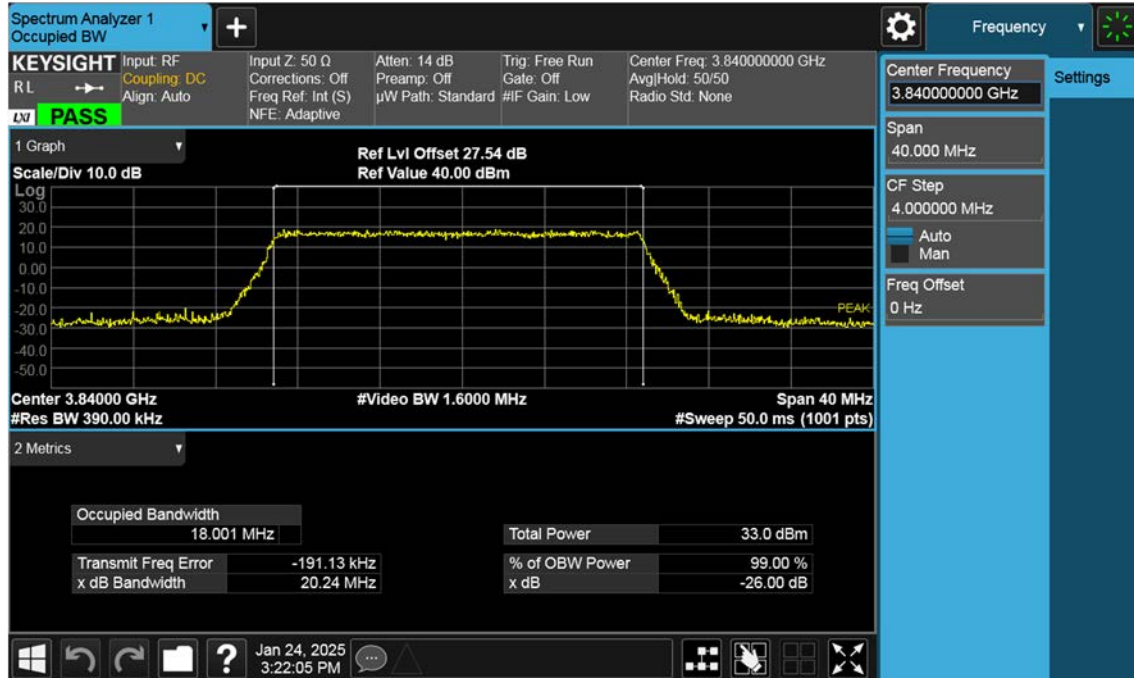 Spectrum Analyzer 1
Occupied BW
+
Frequency
KEYSIGHT
R L
LXI PASS
Input: RF
Coupling: DC
Align: Auto
Input Z: 50 Ω
Corrections: Off
Freq Ref: Int (S)
NFE: Adaptive
Atten: 14 dB
Preamp: Off
µW Path: Standard
Trig: Free Run
Gate: Off
#IF Gain: Low
Center Freq: 3.840000000 GHz
Avg|Hold: 50/50
Radio Std: None
1 Graph
Scale/Div 10.0 dB
Ref Lvl Offset 27.54 dB
Ref Value 40.00 dBm
Log
30.0
20.0
10.0
0.00
-10.0
-20.0
-30.0
-40.0
-50.0
PEAK
Center 3.84000 GHz
#Video BW 1.6000 MHz
Span 40 MHz
#Res BW 390.00 kHz
#Sweep 50.0 ms (1001 pts)
2 Metrics
Occupied Bandwidth
18.001 MHz
Total Power 33.0 dBm
Transmit Freq Error -191.13 kHz
% of OBW Power 99.00 %
x dB Bandwidth 20.24 MHz
x dB -26.00 dB
?
Jan 24, 2025
3:22:05 PM
Center Frequency
3.840000000 GHz
Settings
Span
40.000 MHz
CF Step
4.000000 MHz
Auto
Man
Freq Offset
0 Hz